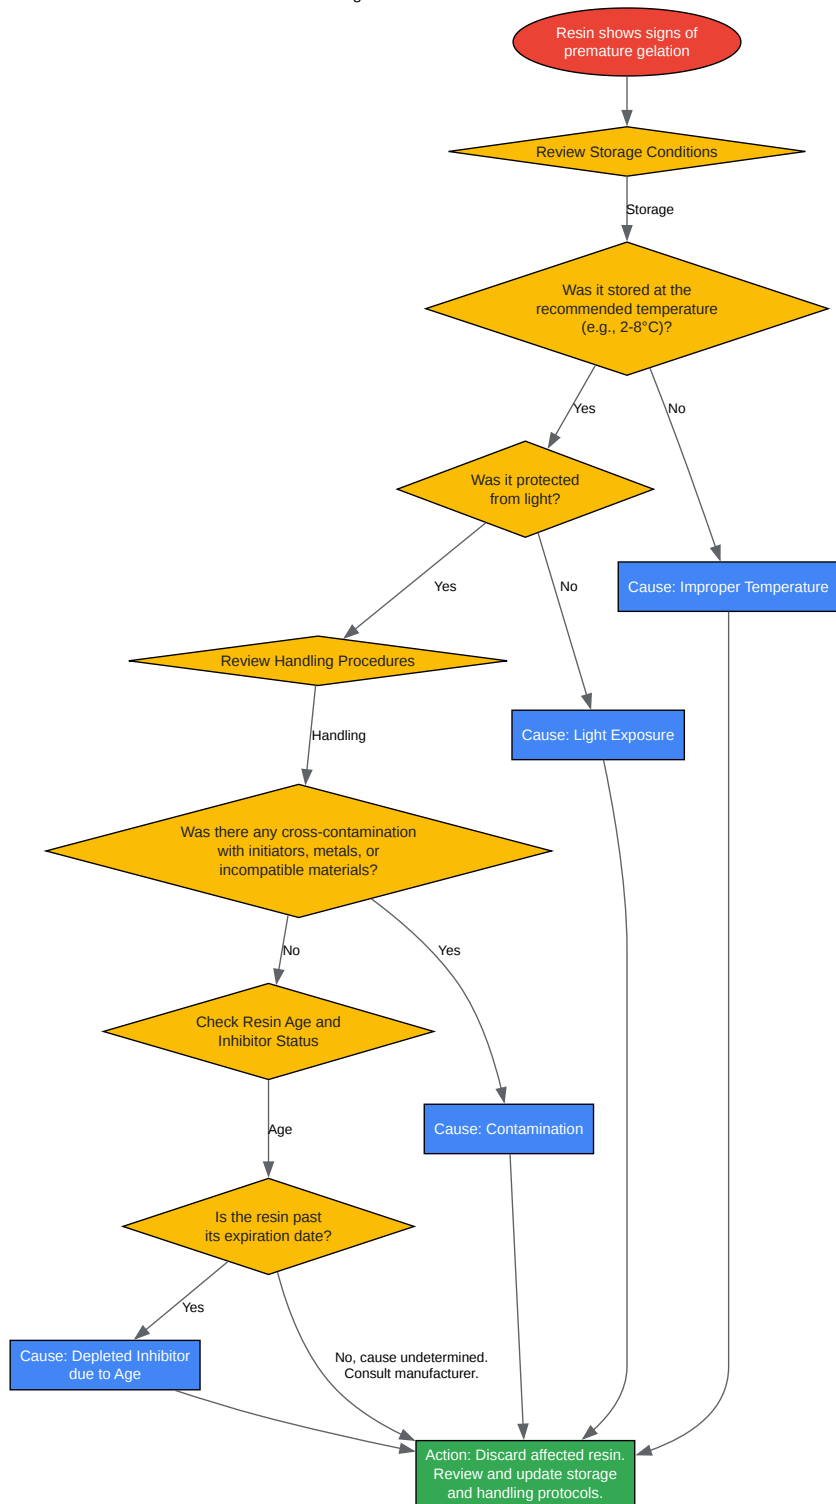 Resin shows signs of
premature gelation
Review Storage Conditions
Storage
Was it stored at the
recommended temperature
(e.g., 2-8°C)?
Yes
No
Was it protected
from light?
Cause: Improper Temperature
Yes
No
Review Handling Procedures
Cause: Light Exposure
Handling
Was there any cross-contamination
with initiators, metals, or
incompatible materials?
No
Yes
Check Resin Age and
Inhibitor Status
Cause: Contamination
Age
Is the resin past
its expiration date?
Yes
Cause: Depleted Inhibitor
due to Age
No, cause undetermined.
Consult manufacturer.
Action: Discard affected resin.
Review and update storage
and handling protocols.